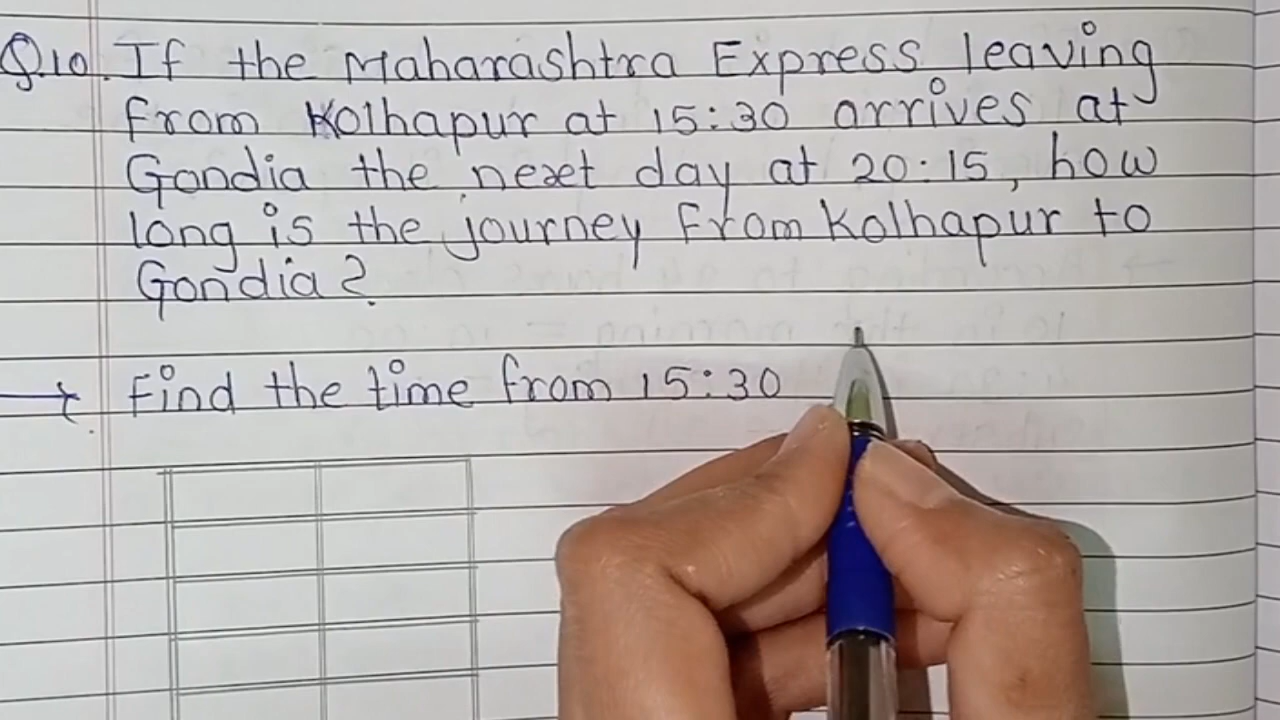 Q.10. If the Maharashtra Express leaving
from Kolhapur at 15:30 arrives at
Gondia the next day at 20:15, how
long is the journey from Kolhapur to
Gondia?
→ Find the time from 15:30